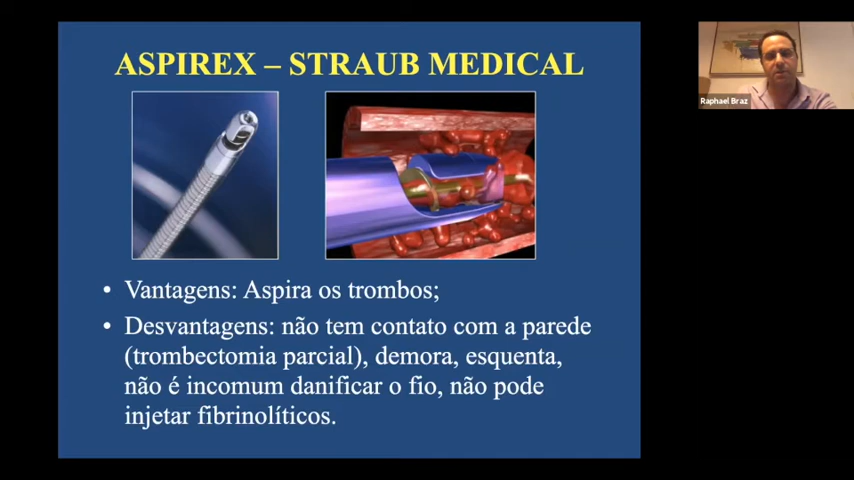 ASPIREX – STRAUB MEDICAL
• Vantagens: Aspira os trombos;
• Desvantagens: não tem contato com a parede
(trombectomia parcial), demora, esquenta,
não é incomum danificar o fio, não pode
injetar fibrinolíticos.
Raphael Braz